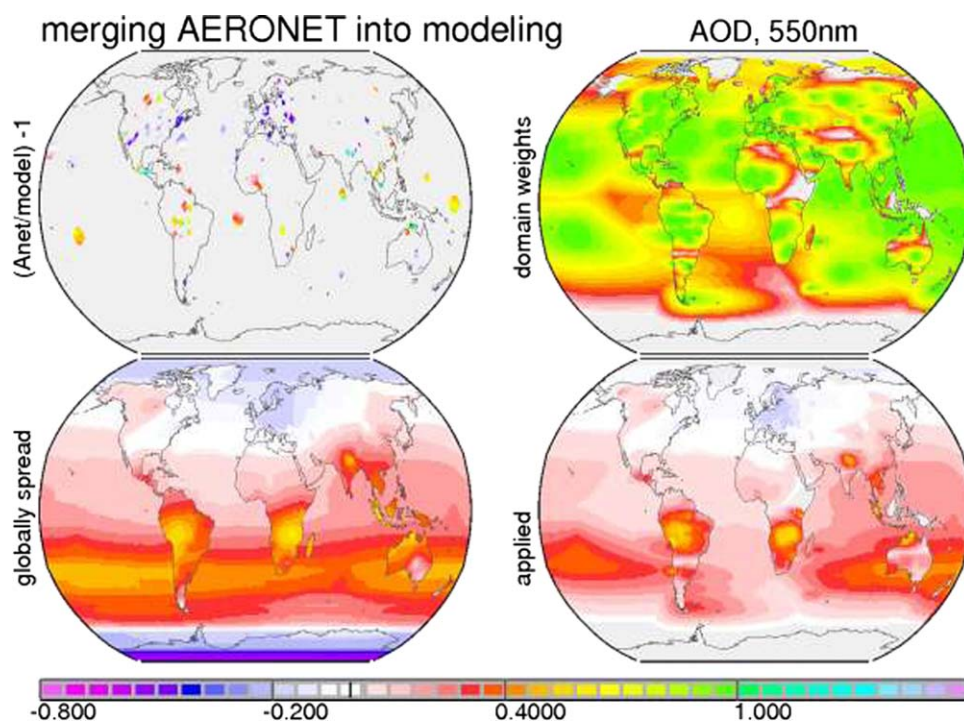 merging AERONET into modeling
AOD, 550nm
(Anet/model) -1
domain weights
globally spread
applied
-0.800
-0.200
0.4000
1.000